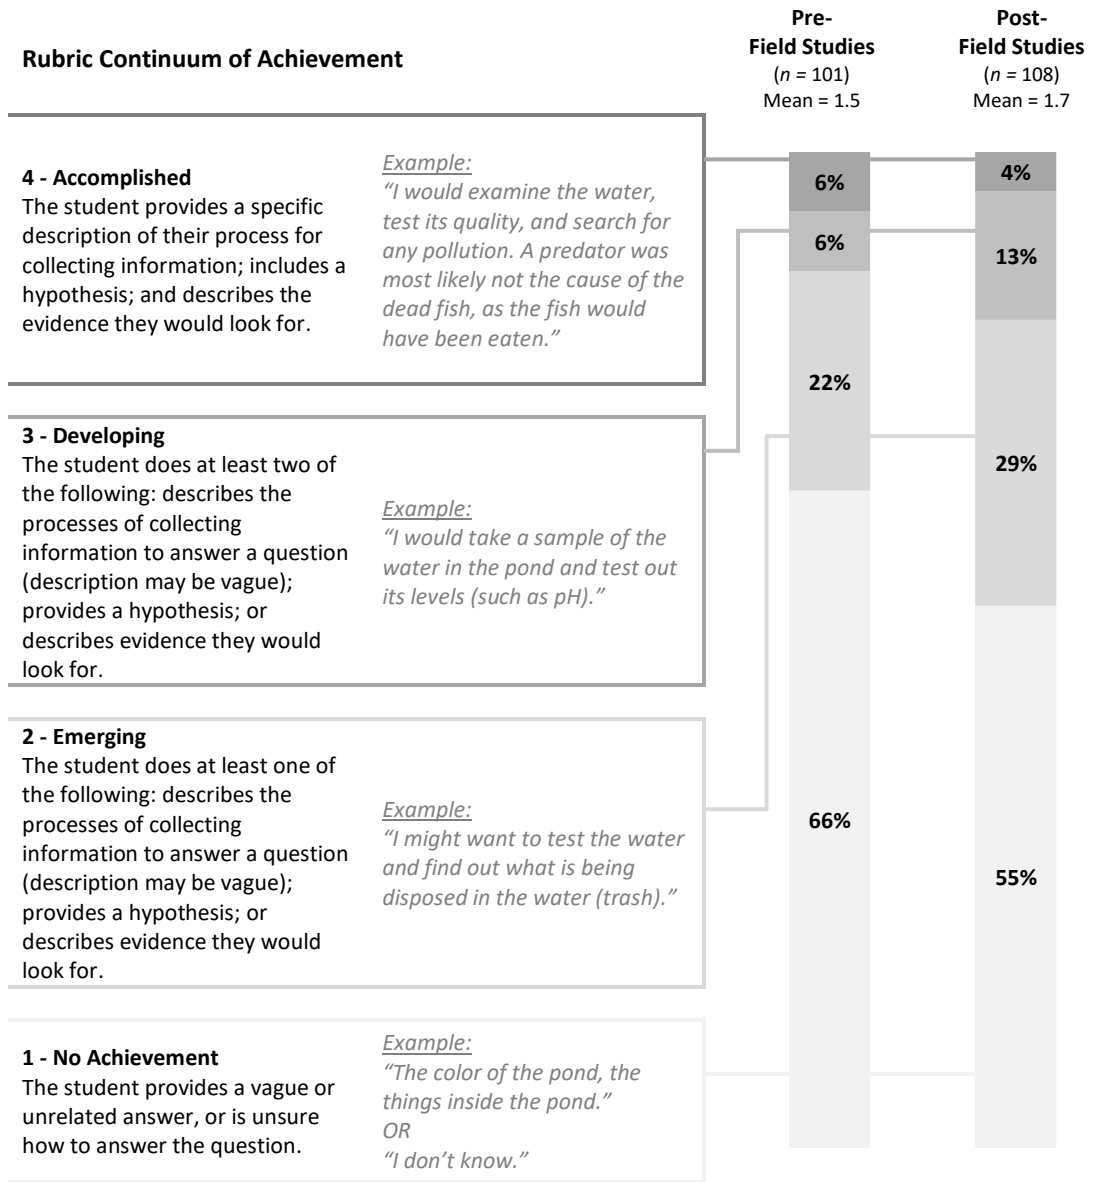 Rubric Continuum of Achievement
Pre-
Field Studies
(n = 101)
Mean = 1.5
Post-
Field Studies
(n = 108)
Mean = 1.7
4 - Accomplished
The student provides a specific
description of their process for
collecting information; includes a
hypothesis; and describes the
evidence they would look for.
Example:
“I would examine the water,
test its quality, and search for
any pollution. A predator was
most likely not the cause of the
dead fish, as the fish would
have been eaten.”
6%
4%
6%
13%
22%
29%
66%
55%
3 - Developing
The student does at least two of
the following: describes the
processes of collecting
information to answer a question
(description may be vague);
provides a hypothesis; or
describes evidence they would
look for.
Example:
“I would take a sample of the
water in the pond and test out
its levels (such as pH).”
2 - Emerging
The student does at least one of
the following: describes the
processes of collecting
information to answer a question
(description may be vague);
provides a hypothesis; or
describes evidence they would
look for.
Example:
“I might want to test the water
and find out what is being
disposed in the water (trash).”
1 - No Achievement
The student provides a vague or
unrelated answer, or is unsure
how to answer the question.
Example:
“The color of the pond, the
things inside the pond.”
OR
“I don’t know.”